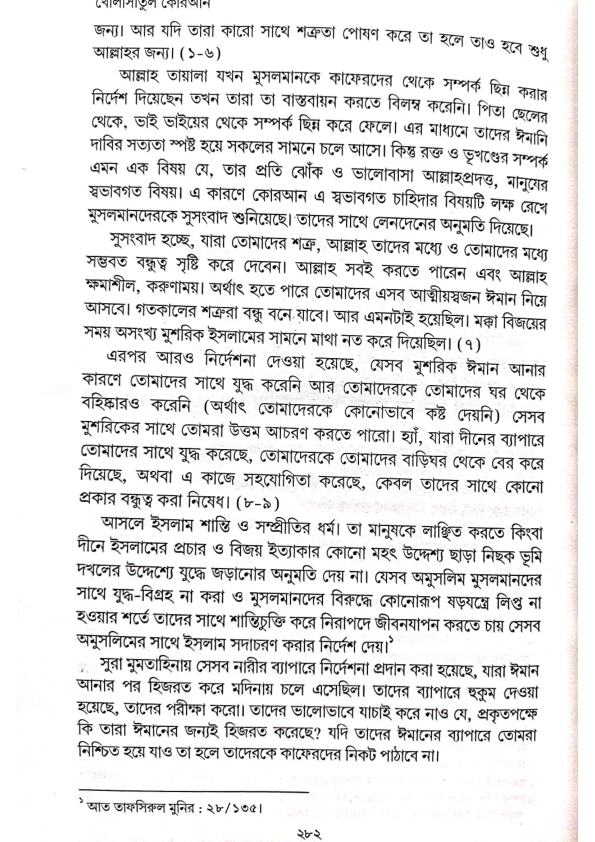 খোলাসাতুল কোরআন
জন্য। আর যদি তারা কারো সাথে শত্রুতা পোষণ করে তা হলে তাও হবে শুধু
আল্লাহর জন্য। (১-৬)
আল্লাহ তায়ালা যখন মুসলমানকে কাফেরদের থেকে সম্পর্ক ছিন্ন করার
নির্দেশ দিয়েছেন তখন তারা তা বাস্তবায়ন করতে বিলম্ব করেনি। পিতা ছেলের
থেকে, ভাই ভাইয়ের থেকে সম্পর্ক ছিন্ন করে ফেলে। এর মাধ্যমে তাদের ঈমানি
দাবির সত্যতা স্পষ্ট হয়ে সকলের সামনে চলে আসে। কিন্তু রক্ত ও ভূখণ্ডের সম্পর্ক
এমন এক বিষয় যে, তার প্রতি ঝোঁক ও ভালোবাসা আল্লাহপ্রদত্ত, মানুষের
স্বভাবগত বিষয়। এ কারণে কোরআন এ স্বভাবগত চাহিদার বিষয়টি লক্ষ রেখে
মুসলমানদেরকে সুসংবাদ শুনিয়েছে। তাদের সাথে লেনদেনের অনুমতি দিয়েছে।
সুসংবাদ হচ্ছে, যারা তোমাদের শত্রু, আল্লাহ তাদের মধ্যে ও তোমাদের মধ্যে
সম্ভবত বন্ধুত্ব সৃষ্টি করে দেবেন। আল্লাহ সবই করতে পারেন এবং আল্লাহ
ক্ষমাশীল, করুণাময়। অর্থাৎ হতে পারে তোমাদের এসব আত্মীয়স্বজন ঈমান নিয়ে
আসবে। গতকালের শত্রুরা বন্ধু বনে যাবে। আর এমনটাই হয়েছিল। মক্কা বিজয়ের
সময় অসংখ্য মুশরিক ইসলামের সামনে মাথা নত করে দিয়েছিল। (৭)
এরপর আরও নির্দেশনা দেওয়া হয়েছে, যেসব মুশরিক ঈমান আনার
কারণে তোমাদের সাথে যুদ্ধ করেনি আর তোমাদেরকে তোমাদের ঘর থেকে
বহিষ্কারও করেনি (অর্থাৎ তোমাদেরকে কোনোভাবে কষ্ট দেয়নি) সেসব
মুশরিকের সাথে তোমরা উত্তম আচরণ করতে পারো। হ্যাঁ, যারা দীনের ব্যাপারে
তোমাদের সাথে যুদ্ধ করেছে, তোমাদেরকে তোমাদের বাড়িঘর থেকে বের করে
দিয়েছে, অথবা এ কাজে সহযোগিতা করেছে, কেবল তাদের সাথে কোনো
প্রকার বন্ধুত্ব করা নিষেধ। (৮-৯)
আসলে ইসলাম শান্তি ও সম্প্রীতির ধর্ম। তা মানুষকে লাঞ্ছিত করতে কিংবা
দীনে ইসলামের প্রচার ও বিজয় ইত্যাকার কোনো মহৎ উদ্দেশ্য ছাড়া নিছক ভূমি
দখলের উদ্দেশ্যে যুদ্ধে জড়ানোর অনুমতি দেয় না। যেসব অমুসলিম মুসলমানদের
সাথে যুদ্ধ-বিগ্রহ না করা ও মুসলমানদের বিরুদ্ধে কোনোরূপ ষড়যন্ত্রে লিপ্ত না
হওয়ার শর্তে তাদের সাথে শান্তিচুক্তি করে নিরাপদে জীবনযাপন করতে চায় সেসব
অমুসলিমের সাথে ইসলাম সদাচরণ করার নির্দেশ দেয়।১
সুরা মুমতাহিনায় সেসব নারীর ব্যাপারে নির্দেশনা প্রদান করা হয়েছে, যারা ঈমান
আনার পর হিজরত করে মদিনায় চলে এসেছিল। তাদের ব্যাপারে হুকুম দেওয়া
হয়েছে, তাদের পরীক্ষা করো। তাদের ভালোভাবে যাচাই করে নাও যে, প্রকৃতপক্ষে
কি তারা ঈমানের জন্যই হিজরত করেছে? যদি তাদের ঈমানের ব্যাপারে তোমরা
নিশ্চিত হয়ে যাও তা হলে তাদেরকে কাফেরদের নিকট পাঠাবে না।
১ আত তাফসিরুল মুনির : ২৮/১৩৫।
২৮২